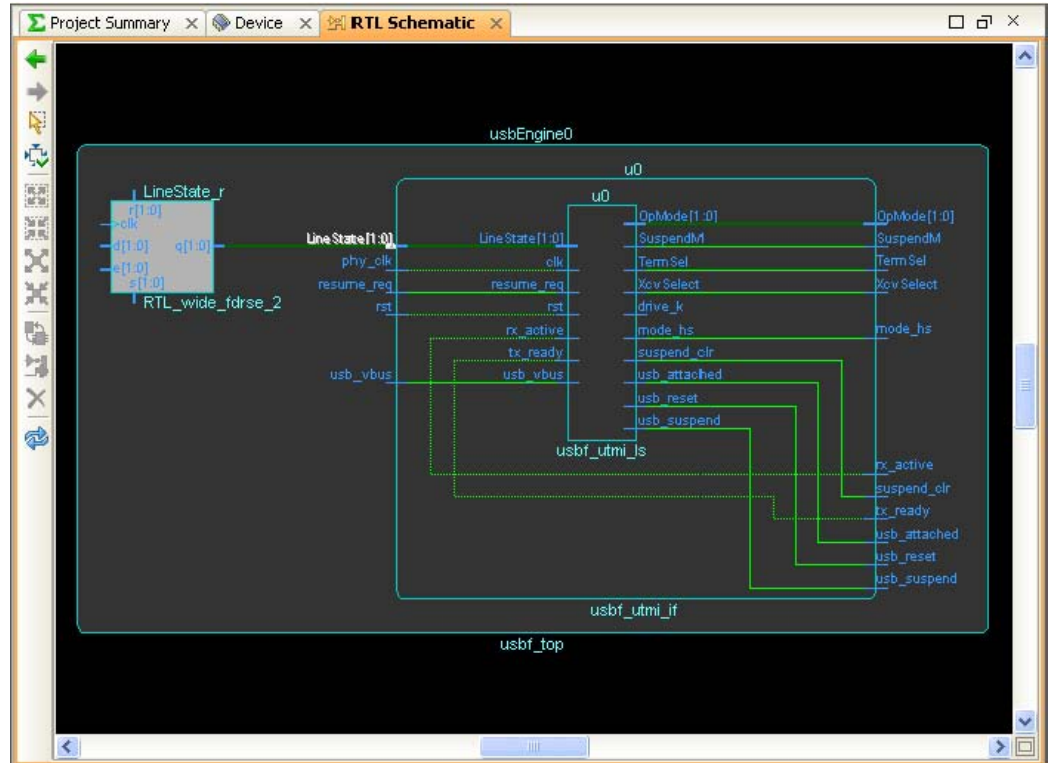 Project Summary
Device
RTL Schematic
usbEngine0
u0
LineState_r
r[1:0]
clk
d[1:0] q[1:0]
e[1:0]
s[1:0]
RTL_wide_fdrse_2
u0
LineState[1:0]
phy_clk
resume_req
rst
usb_vbus
LineState[1:0]
clk
resume_req
rst
rx_active
tx_ready
usb_vbus
OpMode[1:0]
SuspendM
TermSel
XcvSelect
drive_k
mode_hs
suspend_clr
usb_attached
usb_reset
usb_suspend
usbf_utmi_ls
OpMode[1:0]
SuspendM
TermSel
XcvSelect
mode_hs
rx_active
suspend_clr
tx_ready
usb_attached
usb_reset
usb_suspend
usbf_utmi_if
usbf_top